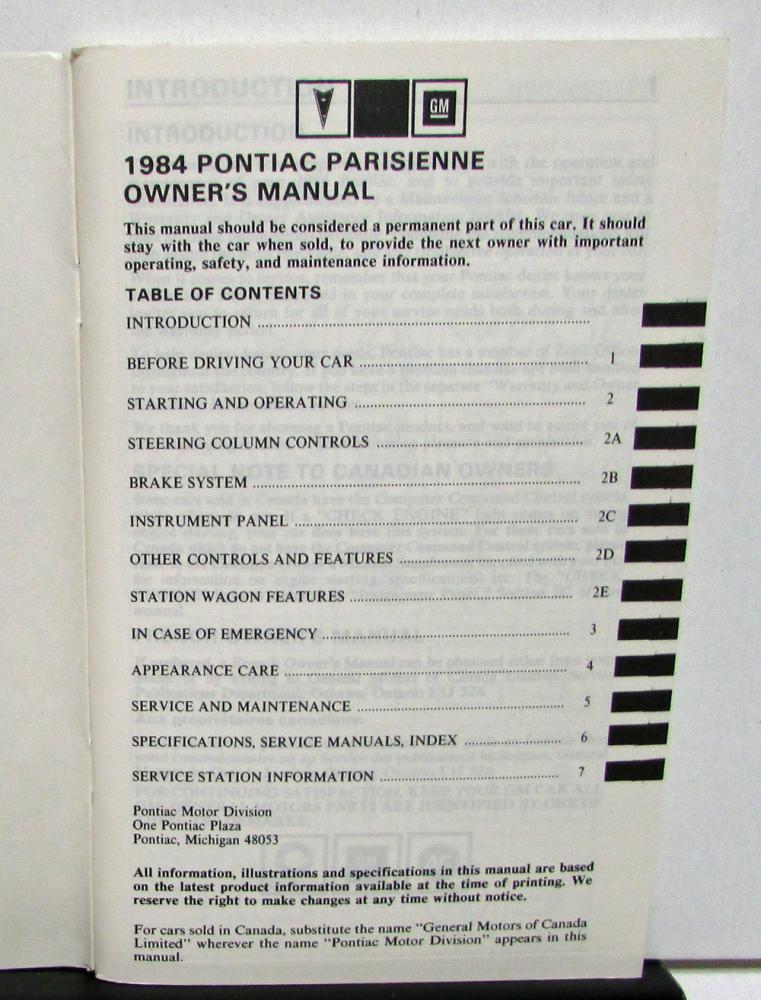 GM
1984 PONTIAC PARISIENNE
OWNER'S MANUAL
This manual should be considered a permanent part of this car. It should
stay with the car when sold, to provide the next owner with important
operating, safety, and maintenance information.
TABLE OF CONTENTS
INTRODUCTION
BEFORE DRIVING YOUR CAR 1
STARTING AND OPERATING 2
STEERING COLUMN CONTROLS 2A
BRAKE SYSTEM 2B
INSTRUMENT PANEL 2C
OTHER CONTROLS AND FEATURES 2D
STATION WAGON FEATURES 2E
IN CASE OF EMERGENCY 3
APPEARANCE CARE 4
SERVICE AND MAINTENANCE 5
SPECIFICATIONS, SERVICE MANUALS, INDEX 6
SERVICE STATION INFORMATION 7
Pontiac Motor Division
One Pontiac Plaza
Pontiac, Michigan 48053
All information, illustrations and specifications in this manual are based
on the latest product information available at the time of printing. We
reserve the right to make changes at any time without notice.
For cars sold in Canada, substitute the name "General Motors of Canada
Limited" wherever the name "Pontiac Motor Division" appears in this
manual.